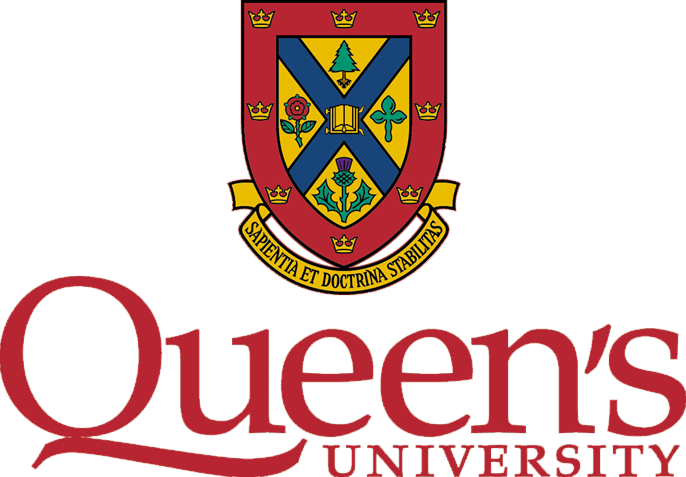 SAPIENTIA ET DOCTRINA STABILITAS
Queen's
UNIVERSITY